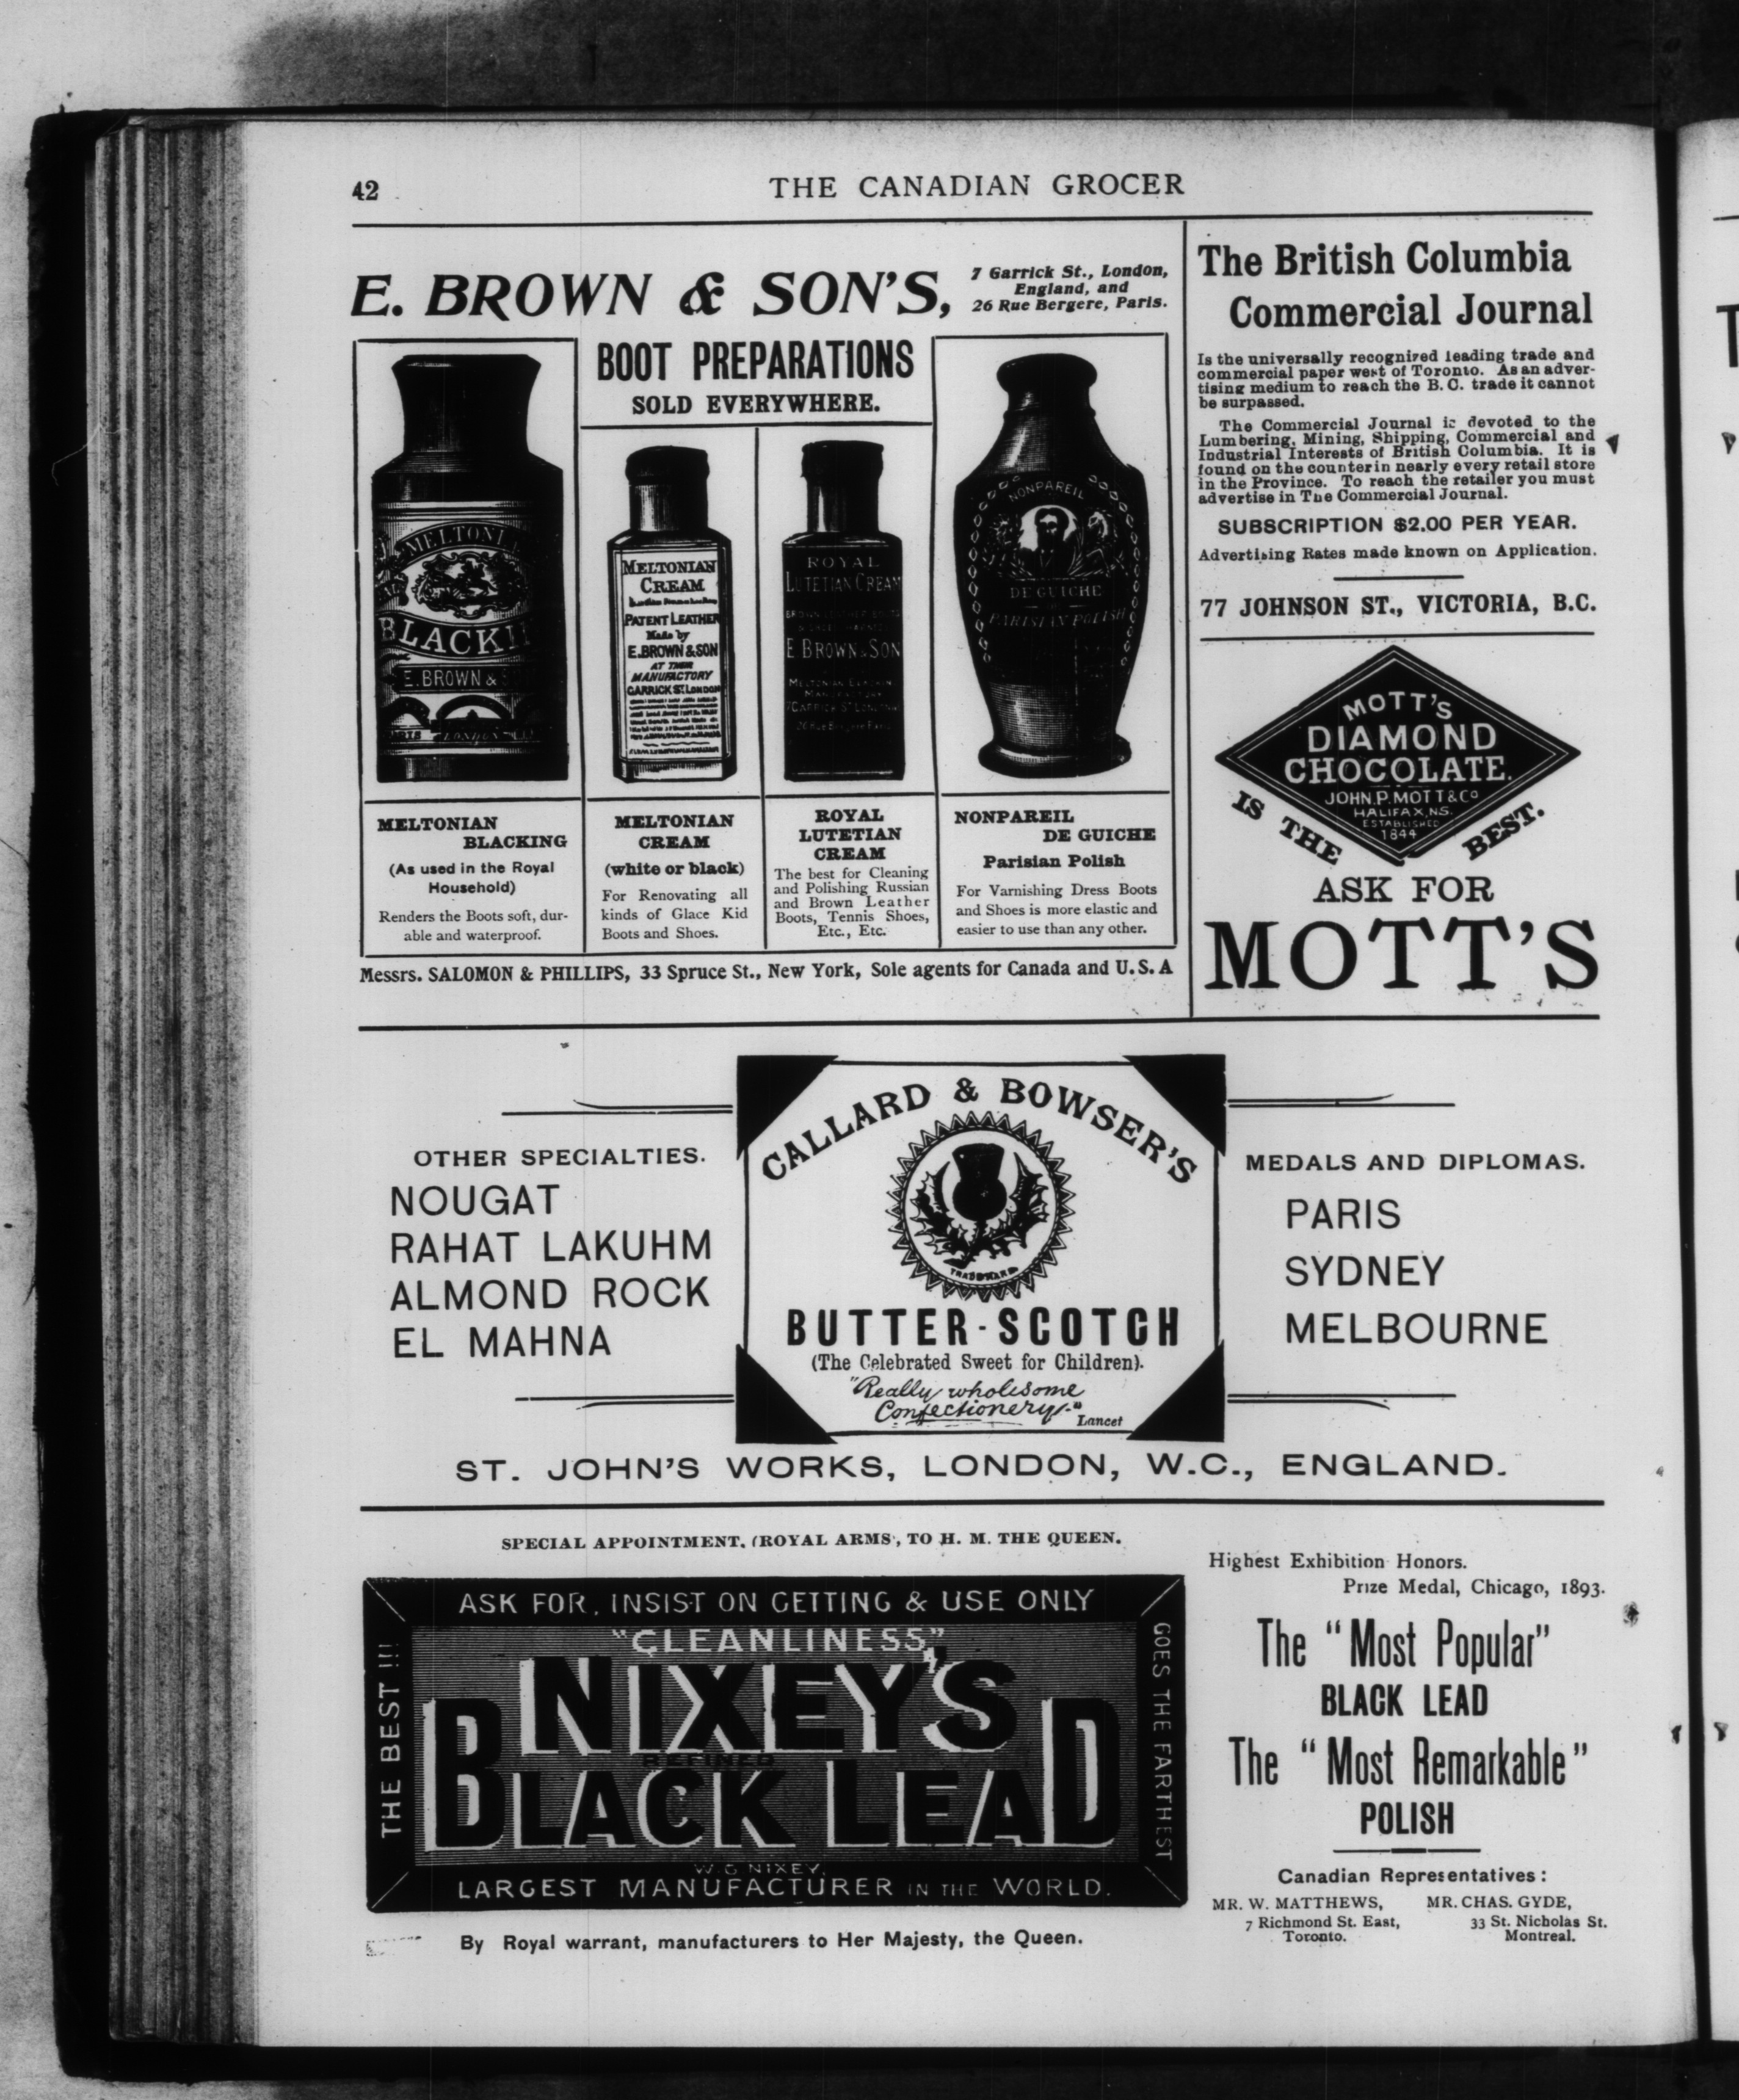 42
THE CANADIAN GROCER
E. BROWN & SON'S,
7 Garrick St., London,
England, and
26 Rue Bergere, Paris.
BOOT PREPARATIONS
SOLD EVERYWHERE.
BLACKIN
E. BROWN &
LONDON
MELTONIAN
CREAM
PATENT LEATHER
Made by
E. BROWN & SON
AT THEIR
MANUFACTORY
GARRICK ST. LONDON
ROYAL
LUTETIAN CREAM
E BROWN & SON
NONPAREIL
DE GUICHE
PARISIAN POLISH
MELTONIAN
BLACKING
(As used in the Royal
Household)
Renders the Boots soft, dur-
able and waterproof.
MELTONIAN
CREAM
(white or black)
For Renovating all
kinds of Glace Kid
Boots and Shoes.
ROYAL
LUTETIAN
CREAM
The best for Cleaning
and Polishing Russian
and Brown Leather
Boots, Tennis Shoes,
Etc., Etc.
NONPAREIL
DE GUICHE
Parisian Polish
For Varnishing Dress Boots
and Shoes is more elastic and
easier to use than any other.
Messrs. SALOMON & PHILLIPS, 33 Spruce St., New York, Sole agents for Canada and U. S. A
The British Columbia
Commercial Journal
Is the universally recognized leading trade and
commercial paper west of Toronto. As an adver-
tising medium to reach the B. C. trade it cannot
be surpassed.
The Commercial Journal is devoted to the
Lumbering, Mining, Shipping, Commercial and
Industrial Interests of British Columbia. It is
found on the counter in nearly every retail store
in the Province. To reach the retailer you must
advertise in The Commercial Journal.
SUBSCRIPTION $2.00 PER YEAR.
Advertising Rates made known on Application.
77 JOHNSON ST., VICTORIA, B.C.
MOTT'S
DIAMOND
CHOCOLATE.
JOHN. P. MOTT & Co
HALIFAX, N.S.
ESTABLISHED
1844
IS THE BEST.
ASK FOR
MOTT'S
OTHER SPECIALTIES.
NOUGAT
RAHAT LAKUHM
ALMOND ROCK
EL MAHNA
CALLARD & BOWSER'S
TRADE MARK
BUTTER-SCOTCH
(The Celebrated Sweet for Children).
"Really wholesome
Confectionery."
Lancet
MEDALS AND DIPLOMAS.
PARIS
SYDNEY
MELBOURNE
ST. JOHN'S WORKS, LONDON, W.C., ENGLAND.
SPECIAL APPOINTMENT, (ROYAL ARMS), TO H. M. THE QUEEN.
ASK FOR, INSIST ON GETTING & USE ONLY
THE BEST !!!
"CLEANLINESS"
NIXEY'S
REFINED
BLACK LEAD
W. G NIXEY,
LARGEST MANUFACTURER IN THE WORLD.
GOES THE FARTHEST
By Royal warrant, manufacturers to Her Majesty, the Queen.
Highest Exhibition Honors.
Prize Medal, Chicago, 1893.
The "Most Popular"
BLACK LEAD
The "Most Remarkable"
POLISH
Canadian Representatives:
MR. W. MATTHEWS,
7 Richmond St. East,
Toronto.
MR. CHAS. GYDE,
33 St. Nicholas St.
Montreal.